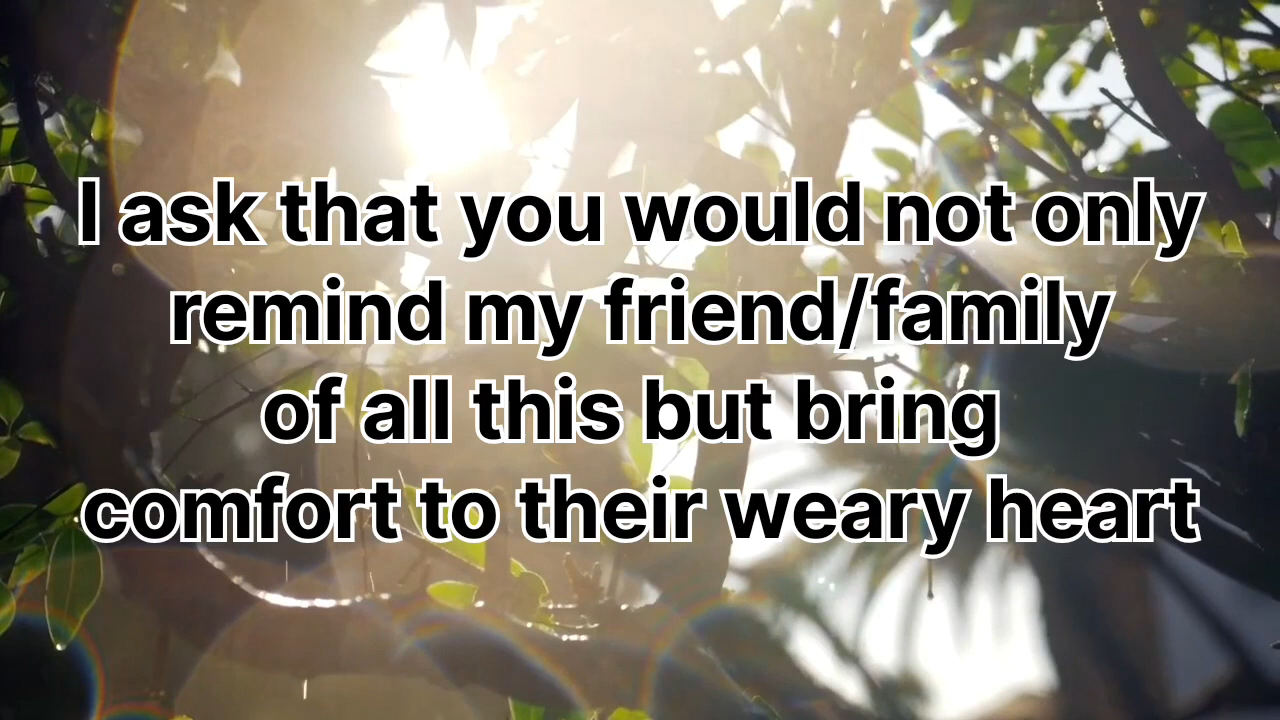 I ask that you would not only
remind my friend/family
of all this but bring
comfort to their weary heart